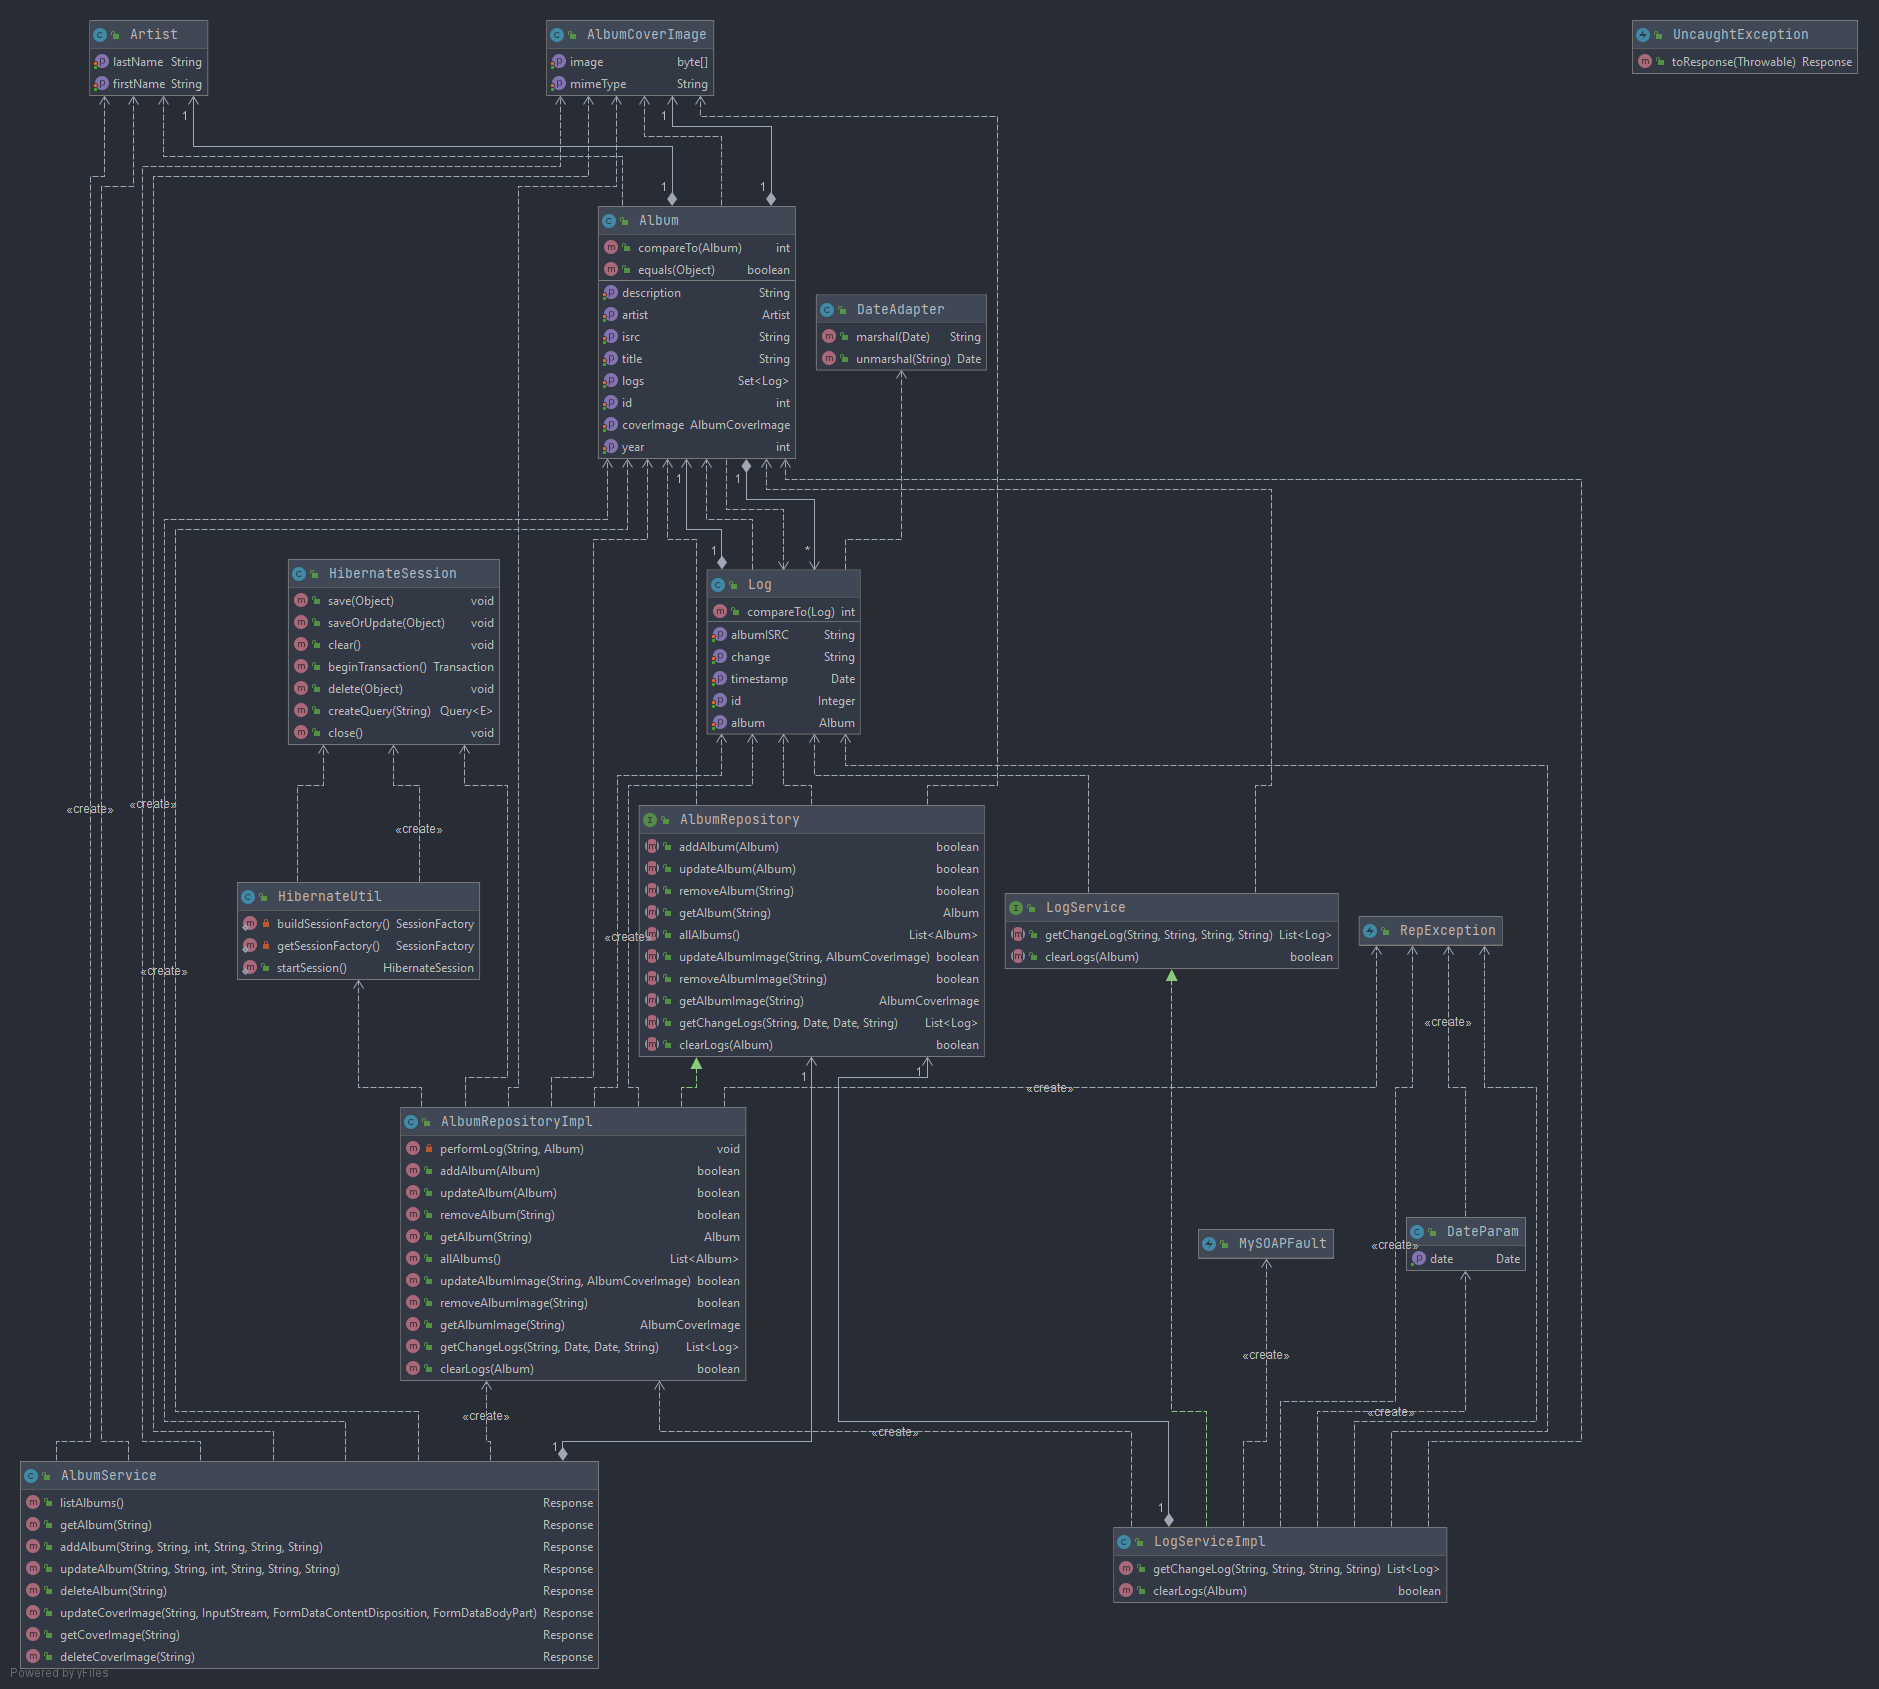 Artist
lastName String
firstName String
AlbumCoverImage
image byte[]
mimeType String
UncaughtException
toResponse(Throwable) Response
1
1
1
1
Album
compareTo(Album) int
equals(Object) boolean
description String
artist Artist
isrc String
title String
logs Set<Log>
id int
coverImage AlbumCoverImage
year int
DateAdapter
marshal(Date) String
unmarshal(String) Date
1
1
1
*
HibernateSession
save(Object) void
saveOrUpdate(Object) void
clear() void
beginTransaction() Transaction
delete(Object) void
createQuery(String) Query<E>
close() void
Log
compareTo(Log) int
albumISRC String
change String
timestamp Date
id Integer
album Album
«create»
«create»
«create»
HibernateUtil
buildSessionFactory() SessionFactory
getSessionFactory() SessionFactory
startSession() HibernateSession
«create»
«create»
AlbumRepository
addAlbum(Album) boolean
updateAlbum(Album) boolean
removeAlbum(String) boolean
getAlbum(String) Album
allAlbums() List<Album>
updateAlbumImage(String, AlbumCoverImage) boolean
removeAlbumImage(String) boolean
getAlbumImage(String) AlbumCoverImage
getChangeLogs(String, Date, Date, String) List<Log>
clearLogs(Album) boolean
LogService
getChangeLog(String, String, String, String) List<Log>
clearLogs(Album) boolean
RepException
«create»
1
1
«create»
AlbumRepositoryImpl
performLog(String, Album) void
addAlbum(Album) boolean
updateAlbum(Album) boolean
removeAlbum(String) boolean
getAlbum(String) Album
allAlbums() List<Album>
updateAlbumImage(String, AlbumCoverImage) boolean
removeAlbumImage(String) boolean
getAlbumImage(String) AlbumCoverImage
getChangeLogs(String, Date, Date, String) List<Log>
clearLogs(Album) boolean
MySOAPFault
«create»
DateParam
date Date
«create»
«create»
«create»
«create»
1
1
AlbumService
listAlbums() Response
getAlbum(String) Response
addAlbum(String, String, int, String, String, String) Response
updateAlbum(String, String, int, String, String, String) Response
deleteAlbum(String) Response
updateCoverImage(String, InputStream, FormDataContentDisposition, FormDataBodyPart) Response
getCoverImage(String) Response
deleteCoverImage(String) Response
LogServiceImpl
getChangeLog(String, String, String, String) List<Log>
clearLogs(Album) boolean
Powered by yFiles